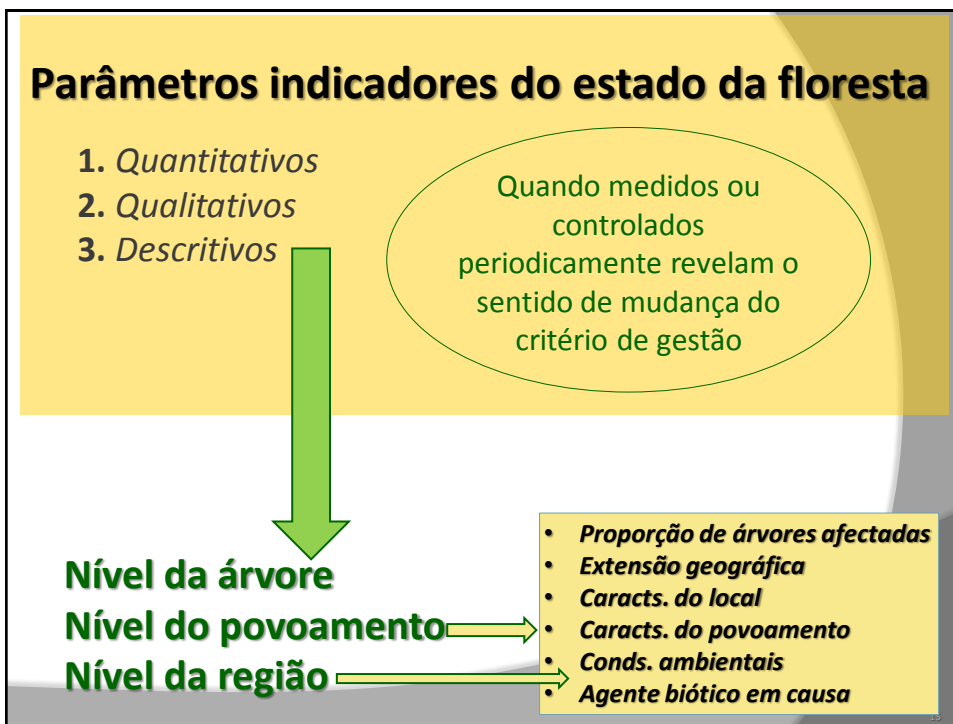 Parâmetros indicadores do estado da floresta
1. Quantitativos
2. Qualitativos
3. Descritivos
Quando medidos ou
controlados
periodicamente revelam o
sentido de mudança do
critério de gestão
Nível da árvore
Nível do povoamento
Nível da região
• Proporção de árvores afectadas
• Extensão geográfica
• Caracts. do local
• Caracts. do povoamento
• Conds. ambientais
• Agente biótico em causa